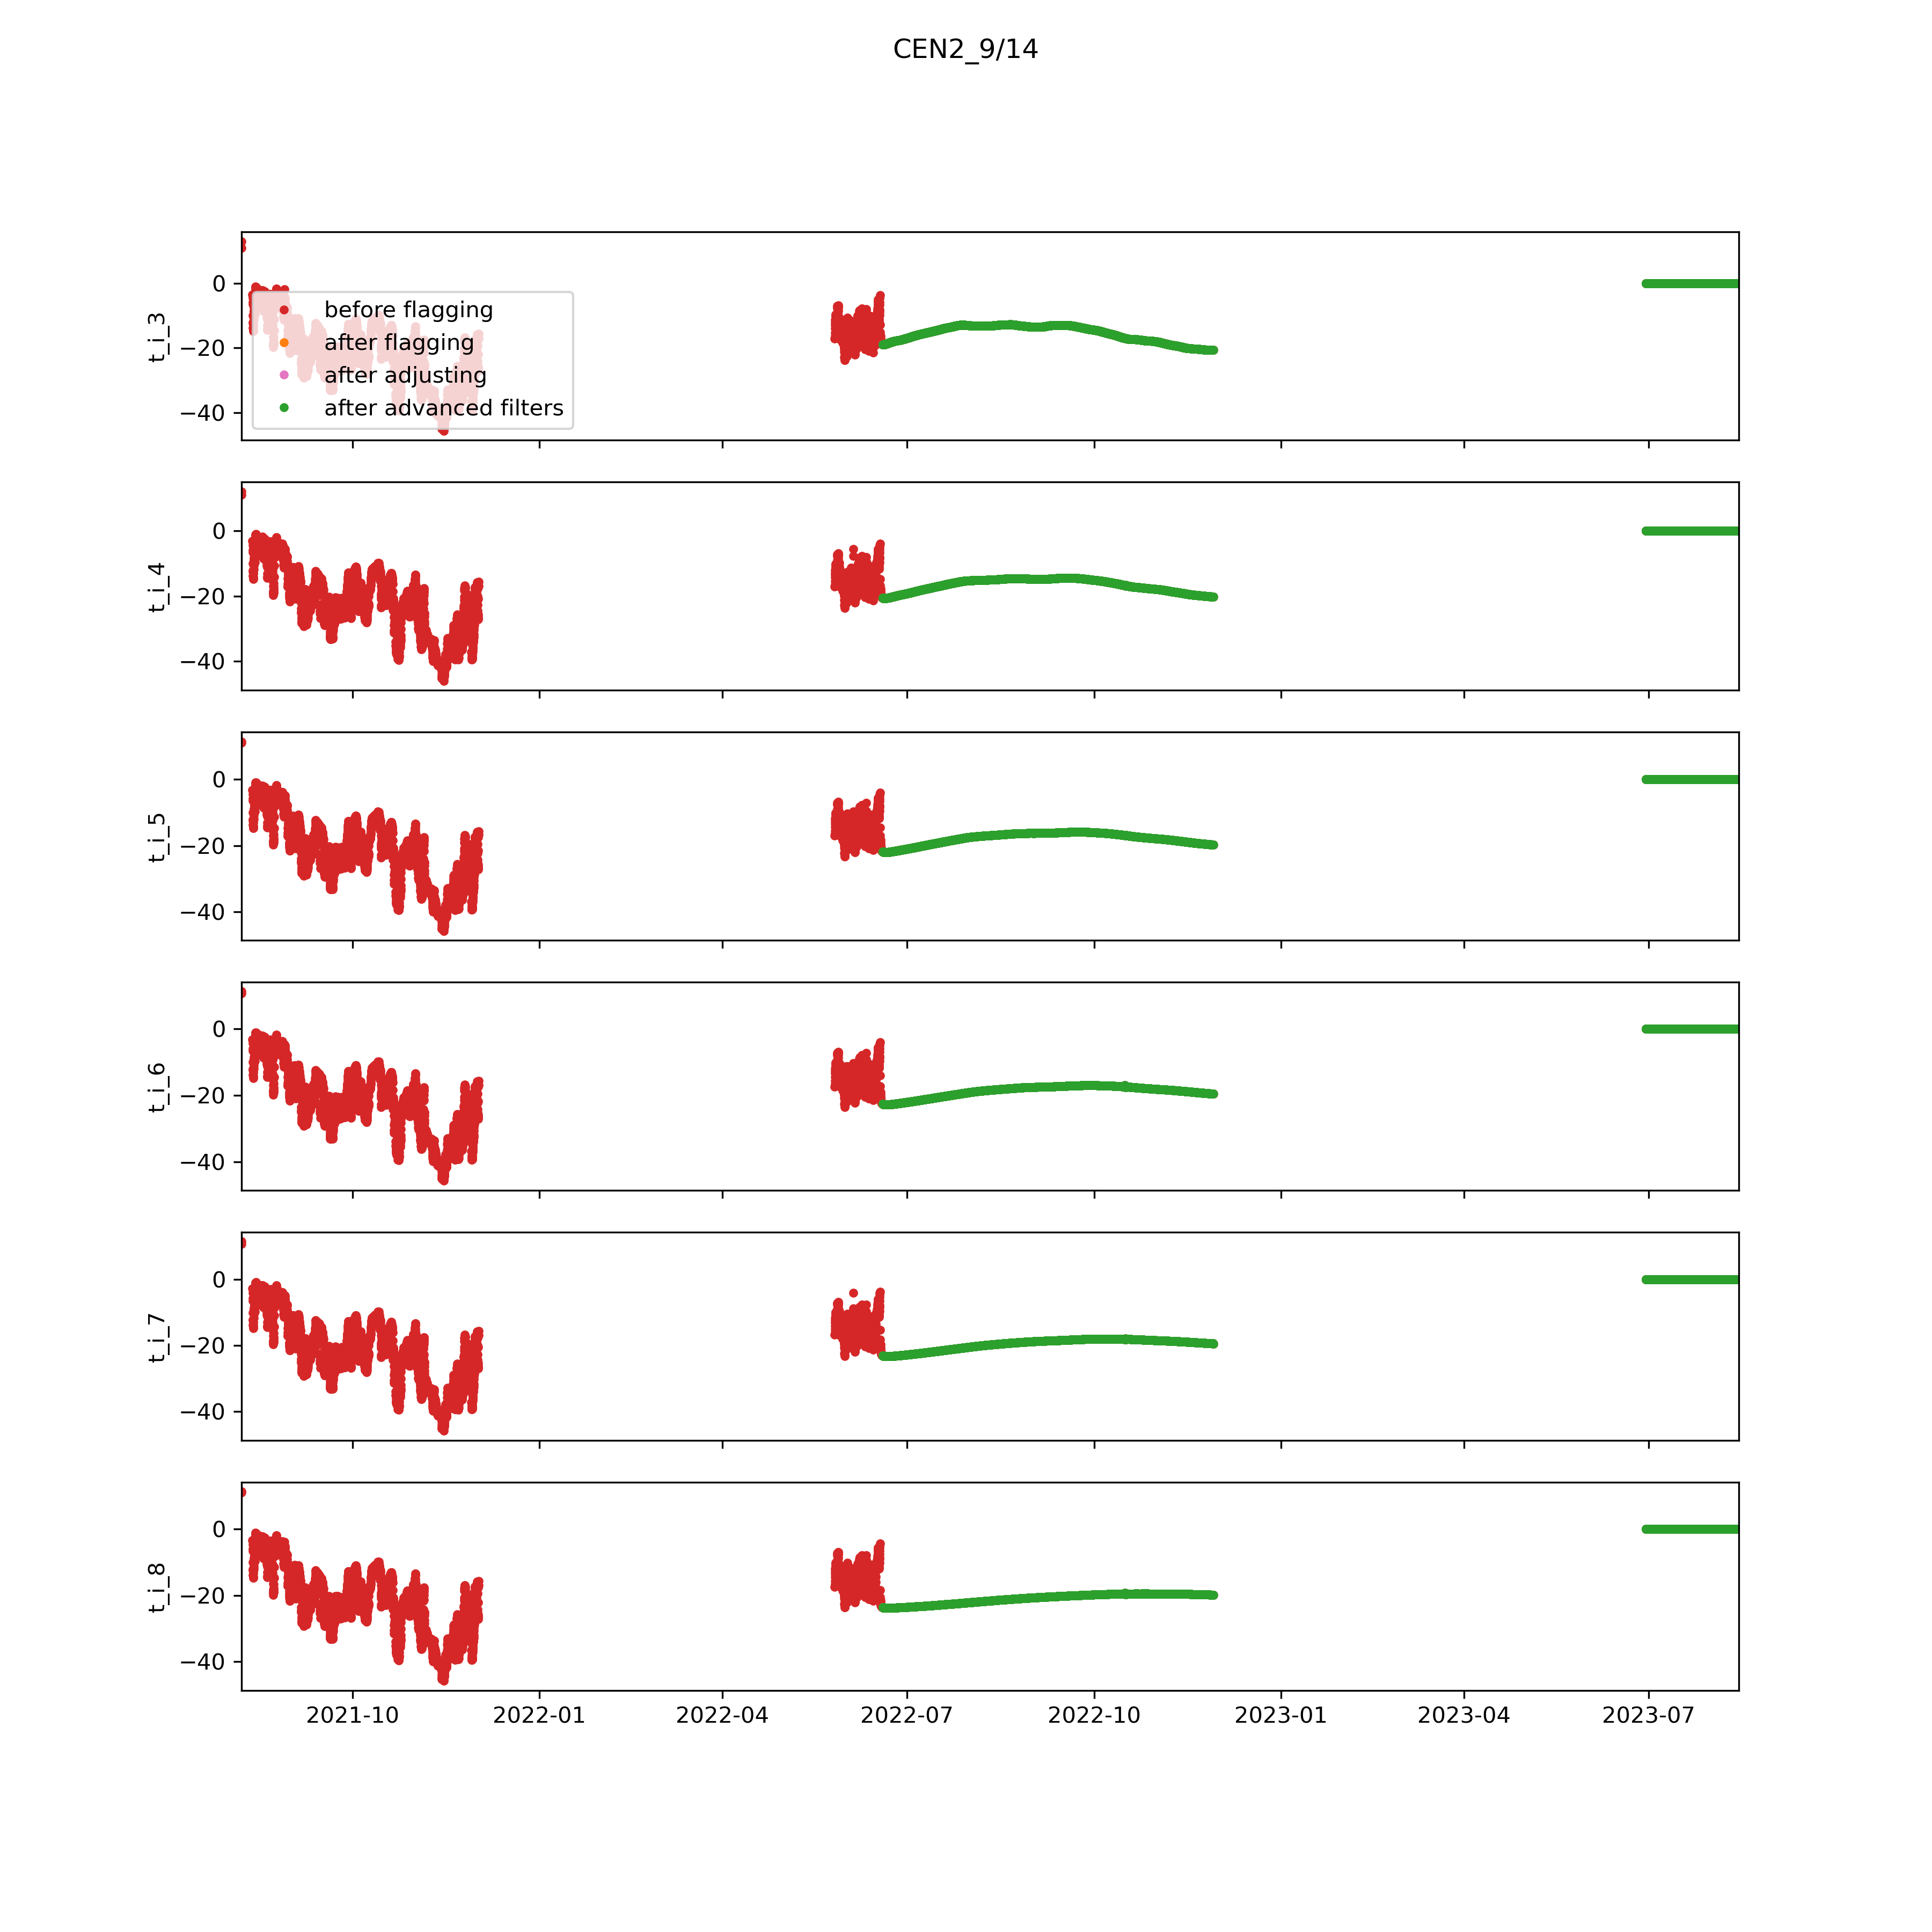 CEN2_9/14
0
−20
−40
t_i_3
before flagging
after flagging
after adjusting
after advanced filters
0
−20
−40
t_i_4
0
−20
−40
t_i_5
0
−20
−40
t_i_6
0
−20
−40
t_i_7
0
−20
−40
t_i_8
2021-10 2022-01 2022-04 2022-07 2022-10 2023-01 2023-04 2023-07